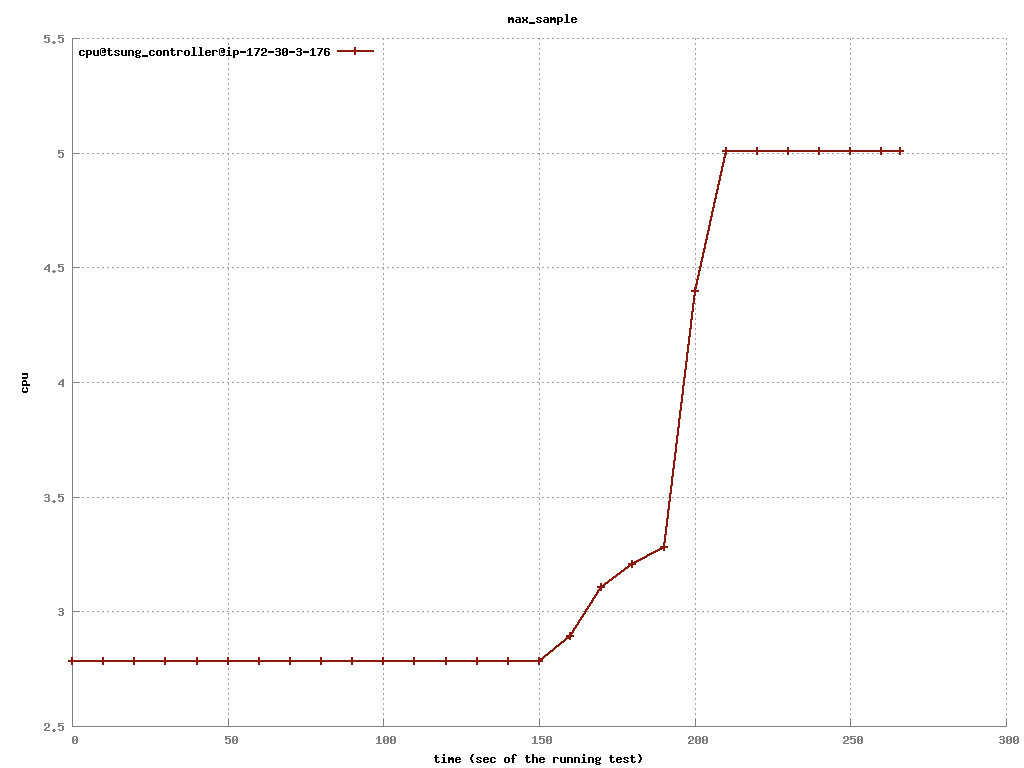 max_sample
5.5
cpu@tsung_controller@ip-172-30-3-176
5
4.5
cpu
4
3.5
3
2.5
0 50 100 150 200 250 300
time (sec of the running test)